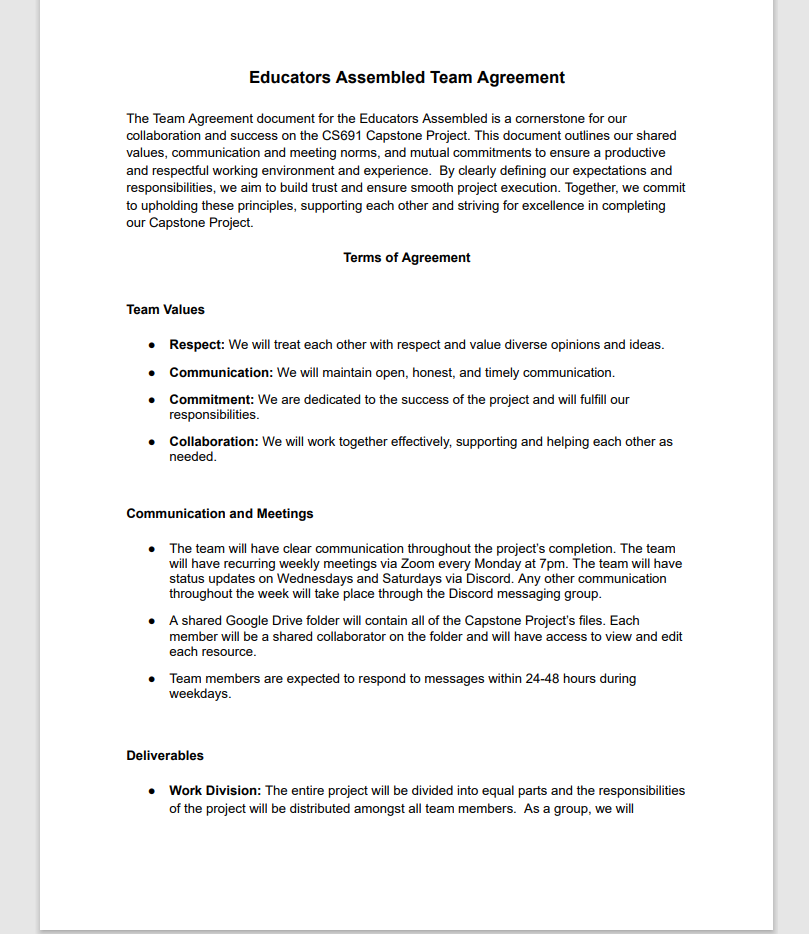 Educators Assembled Team Agreement
The Team Agreement document for the Educators Assembled is a cornerstone for our
collaboration and success on the CS691 Capstone Project. This document outlines our shared
values, communication and meeting norms, and mutual commitments to ensure a productive
and respectful working environment and experience.  By clearly defining our expectations and
responsibilities, we aim to build trust and ensure smooth project execution. Together, we commit
to upholding these principles, supporting each other and striving for excellence in completing
our Capstone Project.
Terms of Agreement
Team Values
● Respect: We will treat each other with respect and value diverse opinions and ideas.
● Communication: We will maintain open, honest, and timely communication.
● Commitment: We are dedicated to the success of the project and will fulfill our
responsibilities.
● Collaboration: We will work together effectively, supporting and helping each other as
needed.
Communication and Meetings
● The team will have clear communication throughout the project's completion. The team
will have recurring weekly meetings via Zoom every Monday at 7pm. The team will have
status updates on Wednesdays and Saturdays via Discord. Any other communication
throughout the week will take place through the Discord messaging group.
● A shared Google Drive folder will contain all of the Capstone Project's files. Each
member will be a shared collaborator on the folder and will have access to view and edit
each resource.
● Team members are expected to respond to messages within 24-48 hours during
weekdays.
Deliverables
● Work Division: The entire project will be divided into equal parts and the responsibilities
of the project will be distributed amongst all team members.  As a group, we will